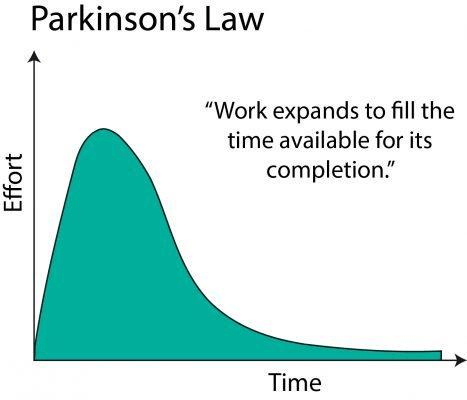 Parkinson’s Law
“Work expands to fill the
time available for its
completion.”
Effort
Time